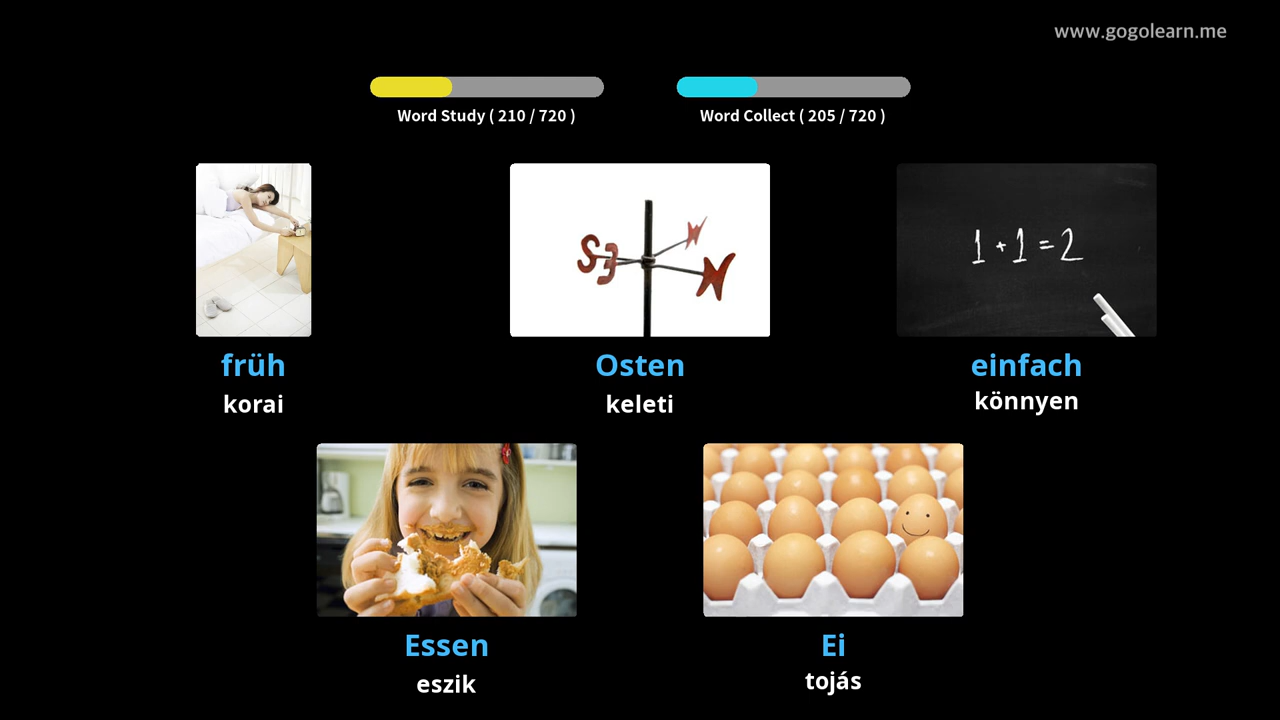 www.gogolearn.me
Word Study ( 210 / 720 )
Word Collect ( 205 / 720 )
S E N W
1 + 1 = 2
früh
korai
Osten
keleti
einfach
könnyen
Essen
eszik
Ei
tojás